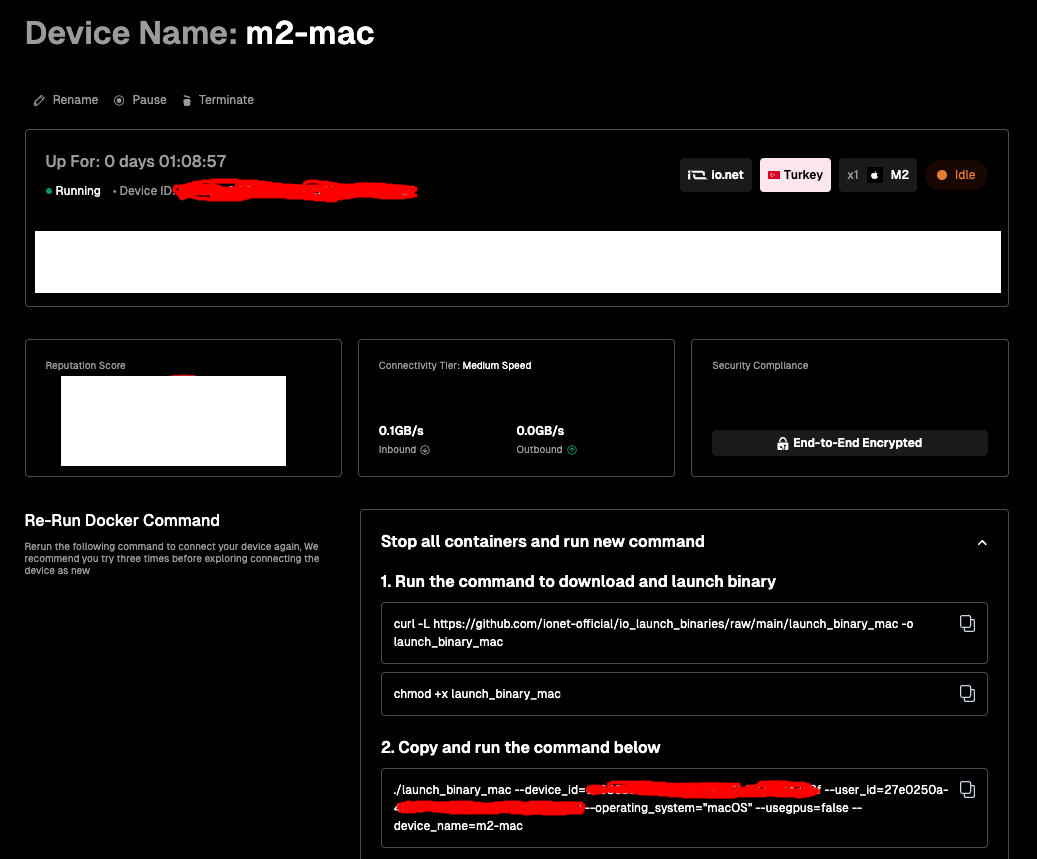 Device Name: m2-mac
Rename Pause Terminate
Up For: 0 days 01:08:57
Running • Device ID:
io.net Turkey x1 M2 Idle
Reputation Score
Connectivity Tier: Medium Speed
0.1GB/s 0.0GB/s
Inbound Outbound
Security Compliance
End-to-End Encrypted
Re-Run Docker Command
Rerun the following command to connect your device again, We
recommend you try three times before exploring connecting the
device as new
Stop all containers and run new command
1. Run the command to download and launch binary
curl -L https://github.com/ionet-official/io_launch_binaries/raw/main/launch_binary_mac -o
launch_binary_mac
chmod +x launch_binary_mac
2. Copy and run the command below
./launch_binary_mac --device_id= --user_id=27e0250a-
--operating_system="macOS" --usegpus=false --
device_name=m2-mac